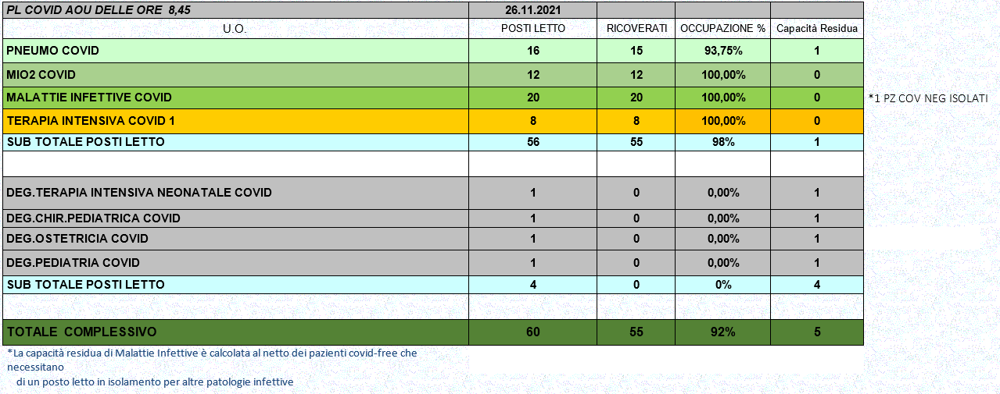 PL COVID AOU DELLE ORE 8,45 26.11.2021
U.O. POSTI LETTO RICOVERATI OCCUPAZIONE % Capacità Residua
PNEUMO COVID 16 15 93,75% 1
MIO2 COVID 12 12 100,00% 0
MALATTIE INFETTIVE COVID 20 20 100,00% 0 *1 PZ COV NEG ISOLATI
TERAPIA INTENSIVA COVID 1 8 8 100,00% 0
SUB TOTALE POSTI LETTO 56 55 98% 1
DEG.TERAPIA INTENSIVA NEONATALE COVID 1 0 0,00% 1
DEG.CHIR.PEDIATRICA COVID 1 0 0,00% 1
DEG.OSTETRICIA COVID 1 0 0,00% 1
DEG.PEDIATRIA COVID 1 0 0,00% 1
SUB TOTALE POSTI LETTO 4 0 0% 4
TOTALE COMPLESSIVO 60 55 92% 5
*La capacità residua di Malattie Infettive è calcolata al netto dei pazienti covid-free che
necessitano
di un posto letto in isolamento per altre patologie infettive